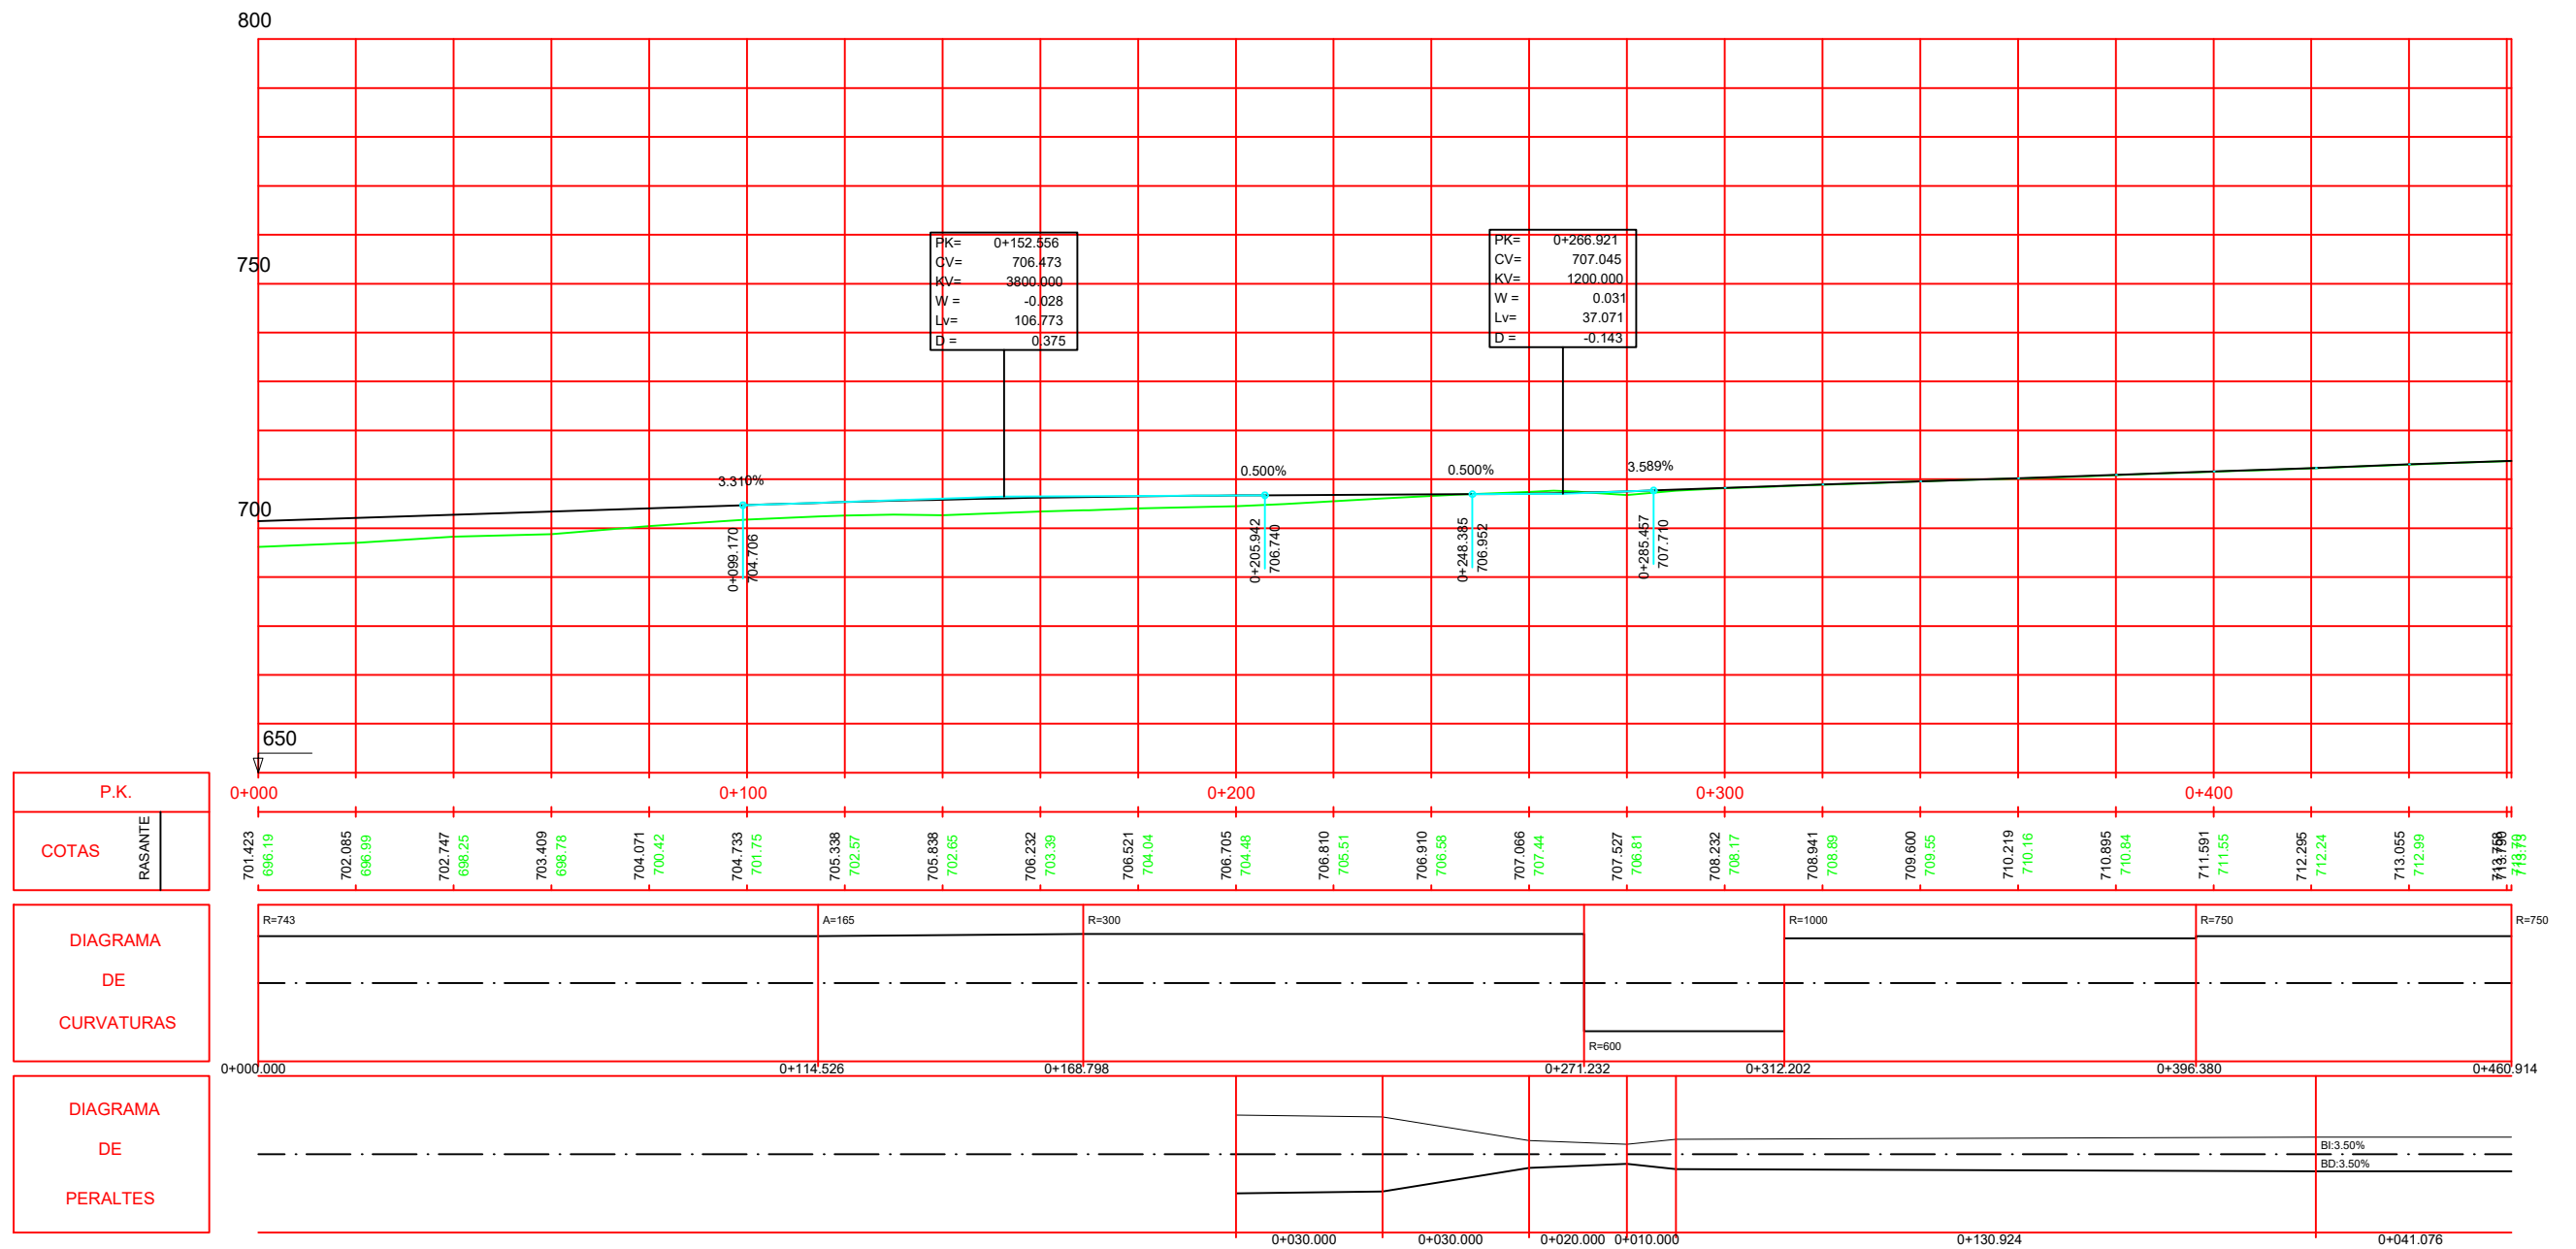 800
750
700
650
PK= 0+152.556
CV= 706.473
KV= 3800.000
W = -0.028
Lv= 106.773
D = 0.375
PK= 0+266.921
CV= 707.045
KV= 1200.000
W = 0.031
Lv= 37.071
D = -0.143
3.310%
0.500%
0.500%
3.589%
0+099.170
704.706
0+205.942
706.740
0+248.385
706.952
0+285.457
707.710
P.K.
0+000
0+100
0+200
0+300
0+400
COTAS
RASANTE
701.423
696.19
702.085
696.99
702.747
698.25
703.409
698.78
704.071
700.42
704.733
701.75
705.338
702.57
705.838
702.65
706.232
703.39
706.521
704.04
706.705
704.48
706.810
705.51
706.910
706.58
707.066
707.44
707.527
706.81
708.232
708.17
708.941
708.89
709.600
709.55
710.219
710.16
710.895
710.84
711.591
711.55
712.295
712.24
713.055
712.99
DIAGRAMA
DE
CURVATURAS
R=743
A=165
R=300
R=600
R=1000
R=750
R=750
0+000.000
0+114.526
0+168.798
0+271.232
0+312.202
0+396.380
0+460.914
DIAGRAMA
DE
PERALTES
BI:3.50%
BD:3.50%
0+030.000
0+030.000
0+020.000
0+010.000
0+130.924
0+041.076